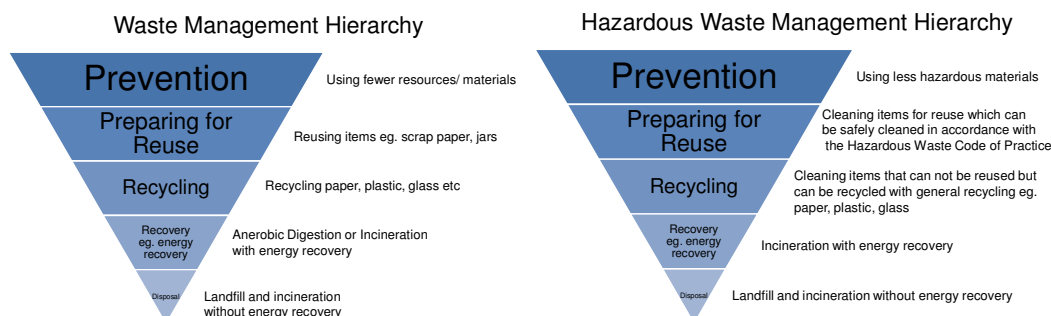 Waste Management Hierarchy
Prevention
Using fewer resources/ materials
Preparing for
Reuse
Reusing items eg. scrap paper, jars
Recycling
Recycling paper, plastic, glass etc
Recovery
eg. energy
recovery
Anerobic Digestion or Incineration
with energy recovery
Disposal
Landfill and incineration
without energy recovery
Hazardous Waste Management Hierarchy
Prevention
Using less hazardous materials
Preparing for
Reuse
Cleaning items for reuse which can
be safely cleaned in accordance with
the Hazardous Waste Code of Practice
Recycling
Cleaning items that can not be reused but
can be recycled with general recycling eg.
paper, plastic, glass
Recovery
eg. energy
recovery
Incineration with energy recovery
Disposal
Landfill and incineration without energy recovery